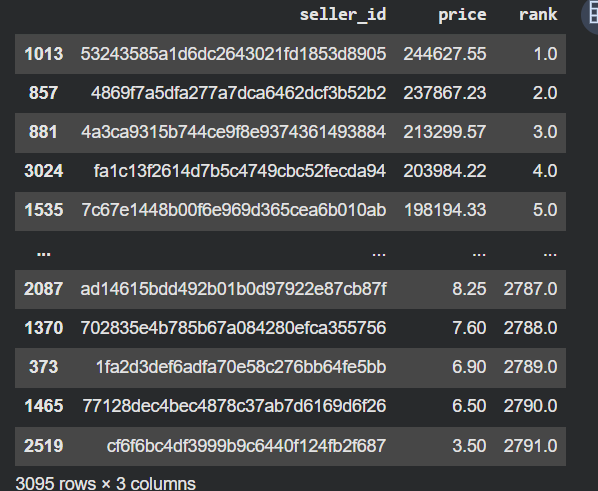 seller_id price rank
1013 53243585a1d6dc2643021fd1853d8905 244627.55 1.0
857 4869f7a5dfa277a7dca6462dcf3b52b2 237867.23 2.0
881 4a3ca9315b744ce9f8e9374361493884 213299.57 3.0
3024 fa1c13f2614d7b5c4749cbc52fecda94 203984.22 4.0
1535 7c67e1448b00f6e969d365cea6b010ab 198194.33 5.0
... ... ... ...
2087 ad14615bdd492b01b0d97922e87cb87f 8.25 2787.0
1370 702835e4b785b67a084280efca355756 7.60 2788.0
373 1fa2d3def6adfa70e58c276bb64fe5bb 6.90 2789.0
1465 77128dec4bec4878c37ab7d6169d6f26 6.50 2790.0
2519 cf6f6bc4df3999b9c6440f124fb2f687 3.50 2791.0
3095 rows × 3 columns